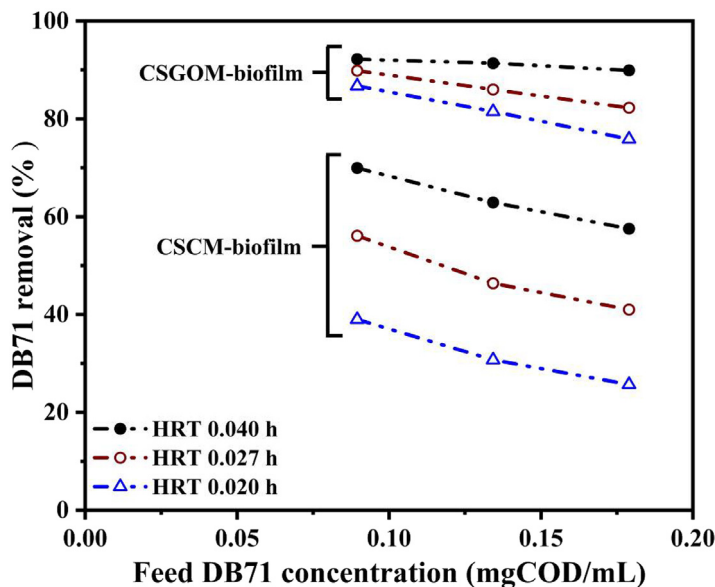 100
80
60
40
20
0
DB71 removal (%)
CSGOM-biofilm
CSCM-biofilm
HRT 0.040 h
HRT 0.027 h
HRT 0.020 h
0.00 0.05 0.10 0.15 0.20
Feed DB71 concentration (mgCOD/mL)